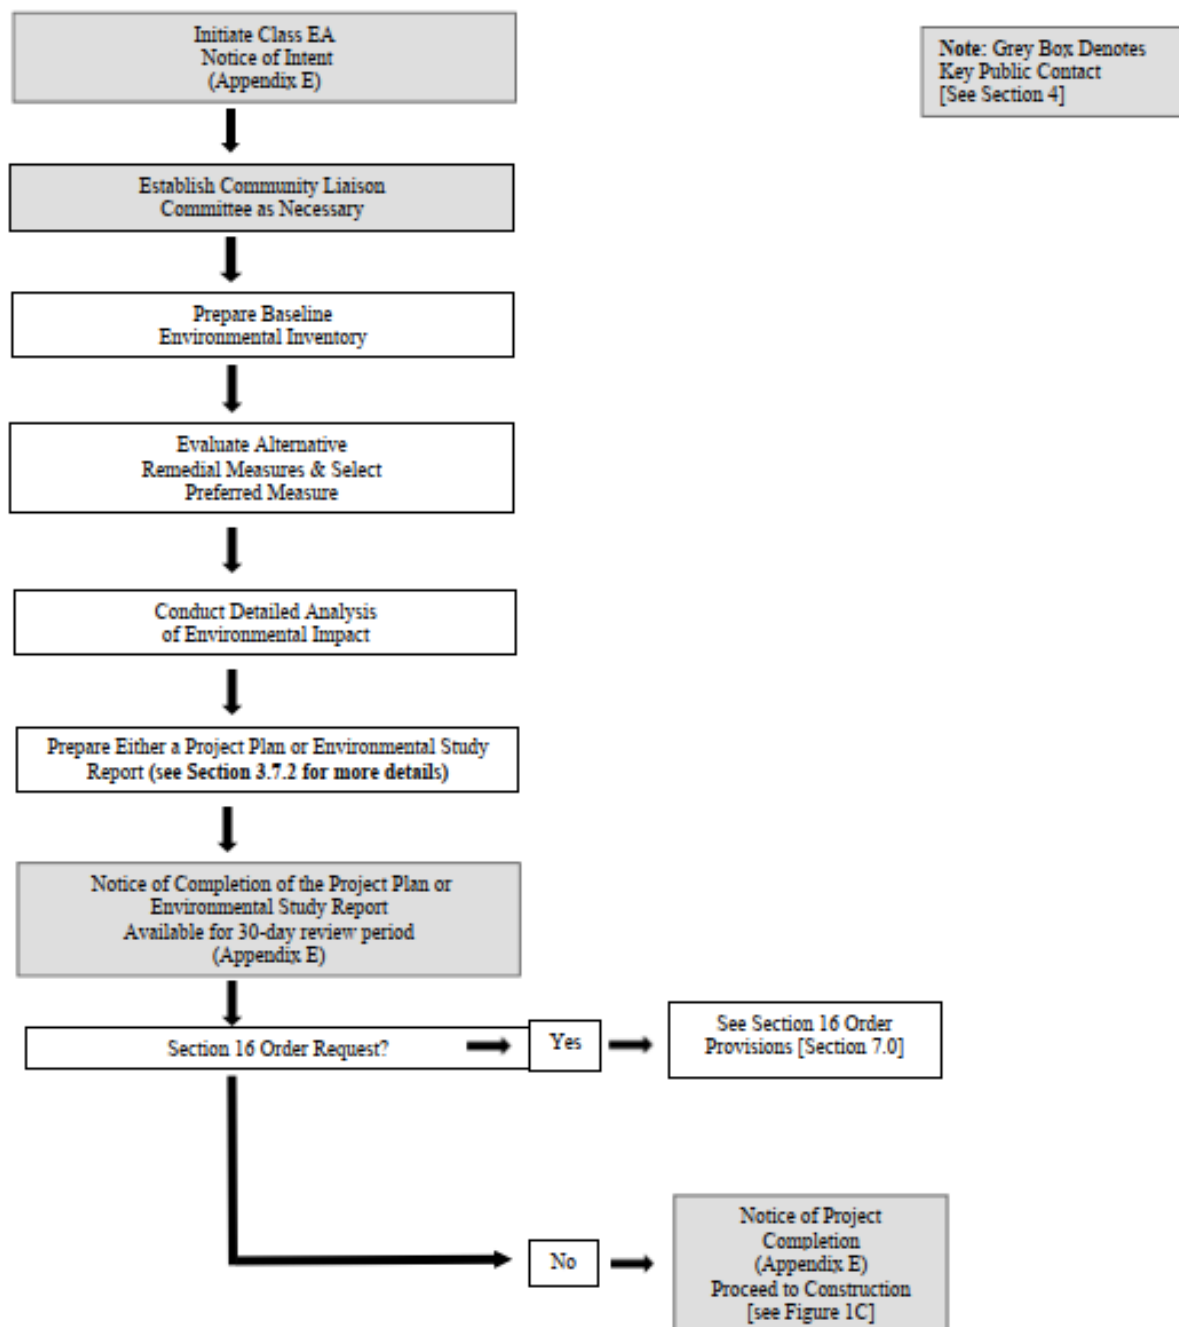 Initiate Class EA
Notice of Intent
(Appendix E)
Note: Grey Box Denotes
Key Public Contact
[See Section 4]
Establish Community Liaison
Committee as Necessary
Prepare Baseline
Environmental Inventory
Evaluate Alternative
Remedial Measures & Select
Preferred Measure
Conduct Detailed Analysis
of Environmental Impact
Prepare Either a Project Plan or Environmental Study
Report (see Section 3.7.2 for more details)
Notice of Completion of the Project Plan or
Environmental Study Report
Available for 30-day review period
(Appendix E)
Section 16 Order Request?
Yes
See Section 16 Order
Provisions [Section 7.0]
No
Notice of Project
Completion
(Appendix E)
Proceed to Construction
[see Figure 1C]